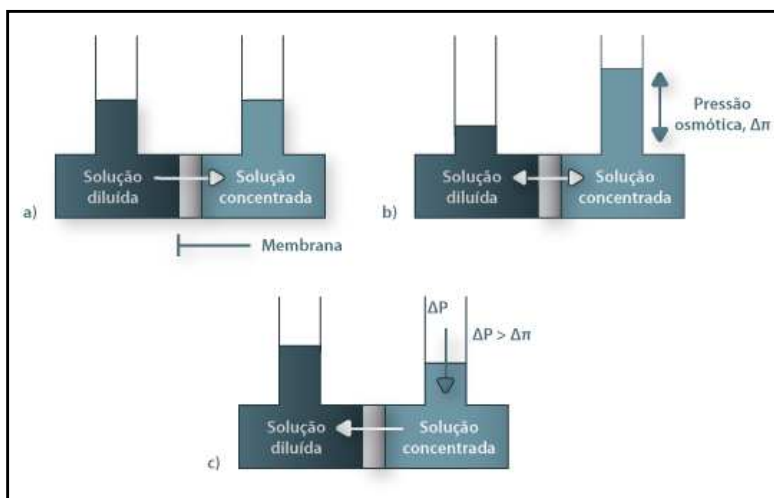 Solução
diluída
Solução
concentrada
a)
Membrana
Pressão
osmótica, Δπ
Solução
diluída
Solução
concentrada
b)
ΔP
ΔP > Δπ
Solução
diluída
Solução
concentrada
c)